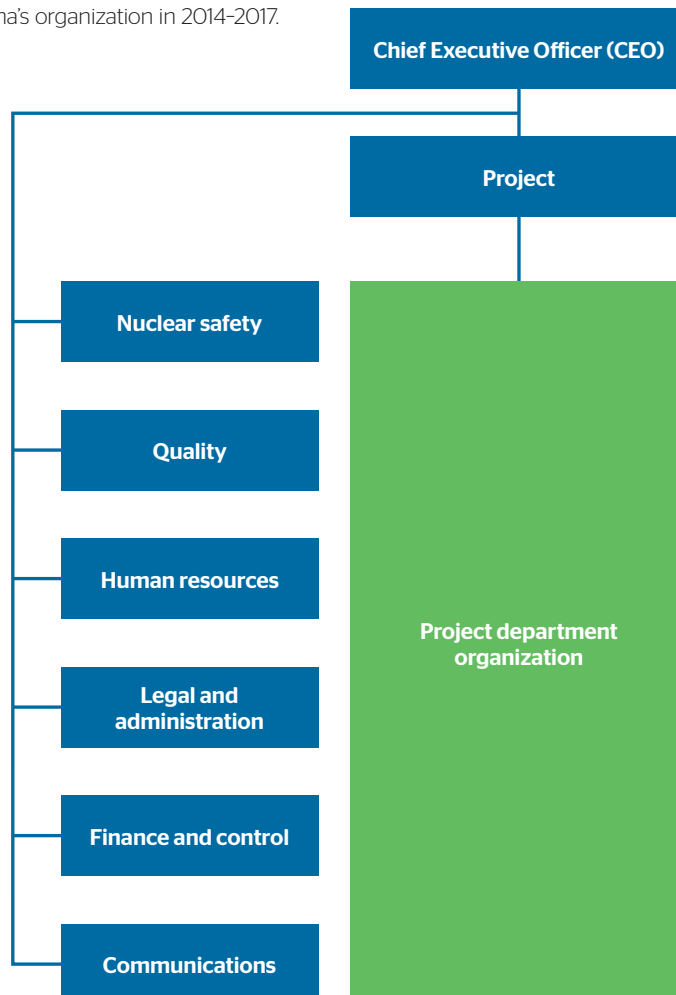 organization in 2014–2017.
Chief Executive Officer (CEO)
Project
Nuclear safety
Quality
Human resources
Project department
organization
Legal and
administration
Finance and control
Communications